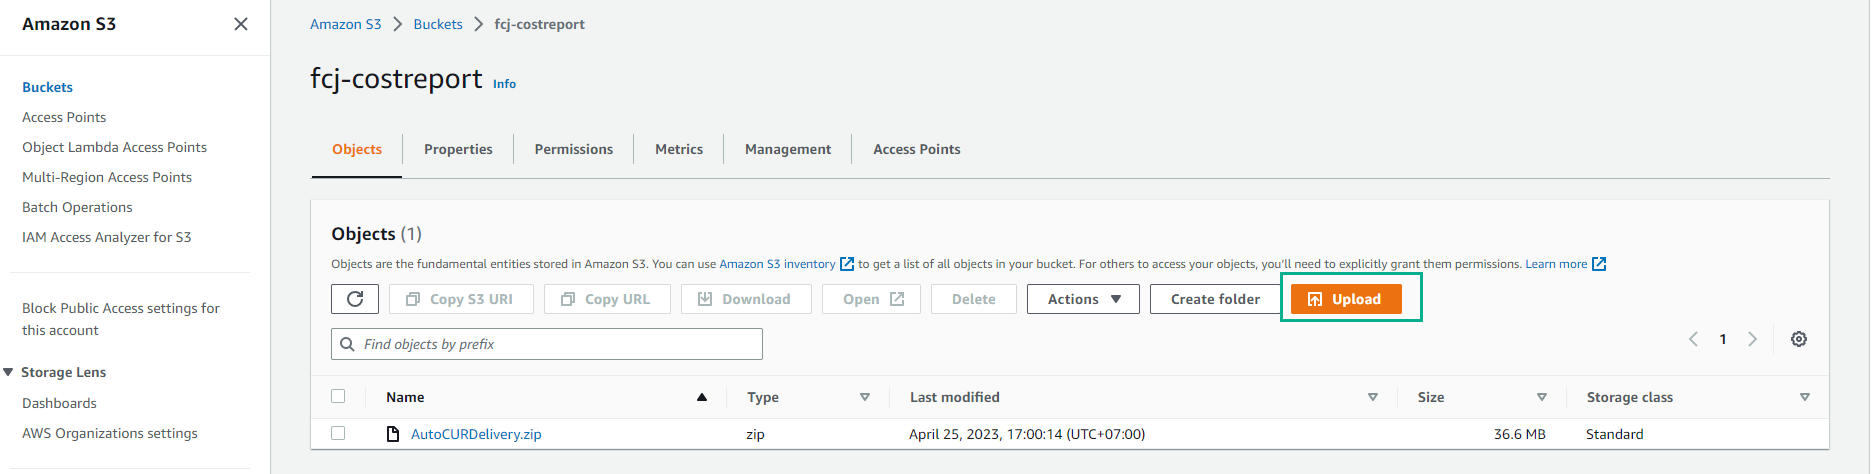 Amazon S3
Buckets
Access Points
Object Lambda Access Points
Multi-Region Access Points
Batch Operations
IAM Access Analyzer for S3
Block Public Access settings for
this account
Storage Lens
Dashboards
AWS Organizations settings
Amazon S3 > Buckets > fcj-costreport
fcj-costreport Info
Objects Properties Permissions Metrics Management Access Points
Objects (1)
Objects are the fundamental entities stored in Amazon S3. You can use Amazon S3 inventory to get a list of all objects in your bucket. For others to access your objects, you'll need to explicitly grant them permissions. Learn more
Copy S3 URI Copy URL Download Open Delete Actions Create folder Upload
Find objects by prefix
1
Name Type Last modified Size Storage class
AutoCURDelivery.zip zip April 25, 2023, 17:00:14 (UTC+07:00) 36.6 MB Standard